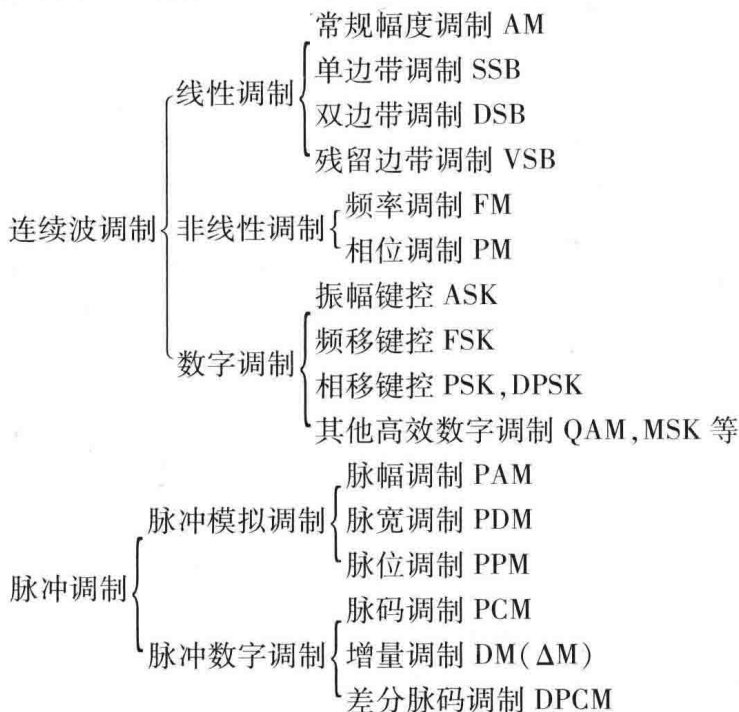 常规幅度调制 AM
单边带调制 SSB
线性调制
双边带调制 DSB
残留边带调制 VSB
频率调制 FM
连续波调制
非线性调制
相位调制 PM
振幅键控 ASK
频移键控 FSK
数字调制
相移键控 PSK,DPSK
其他高效数字调制 QAM,MSK 等
脉幅调制 PAM
脉冲模拟调制
脉宽调制 PDM
脉位调制 PPM
脉冲调制
脉码调制 PCM
脉冲数字调制
增量调制 DM(ΔM)
差分脉码调制 DPCM